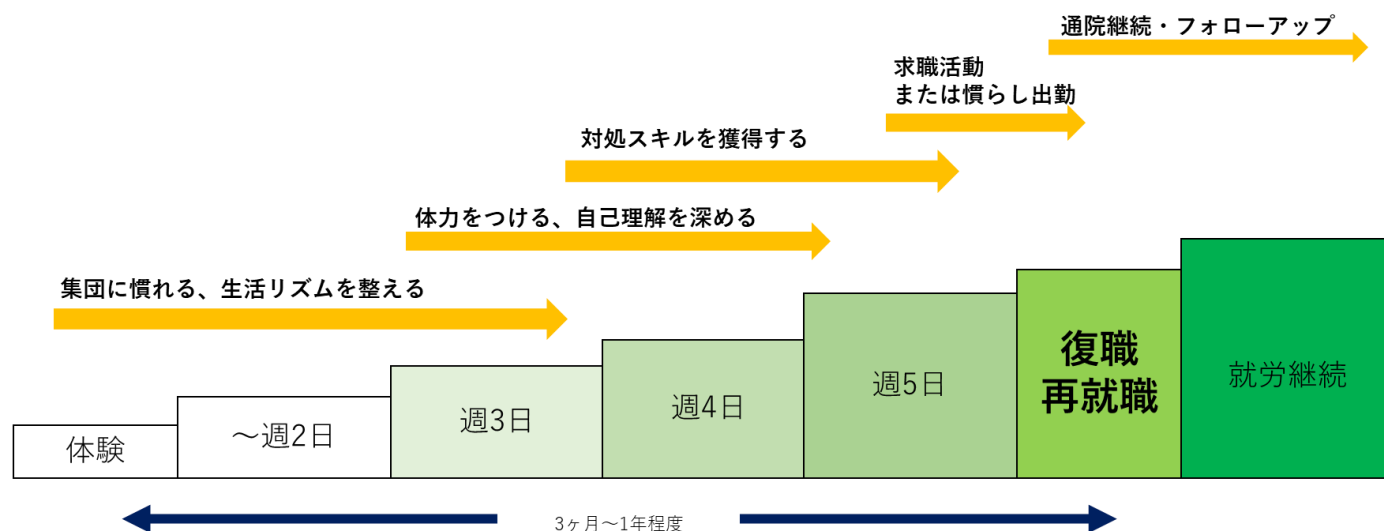 通院継続・フォローアップ
求職活動
または慣らし出勤
対処スキルを獲得する
体力をつける、自己理解を深める
集団に慣れる、生活リズムを整える
体験
～週2日
週3日
週4日
週5日
復職
再就職
就労継続
3ヶ月～1年程度